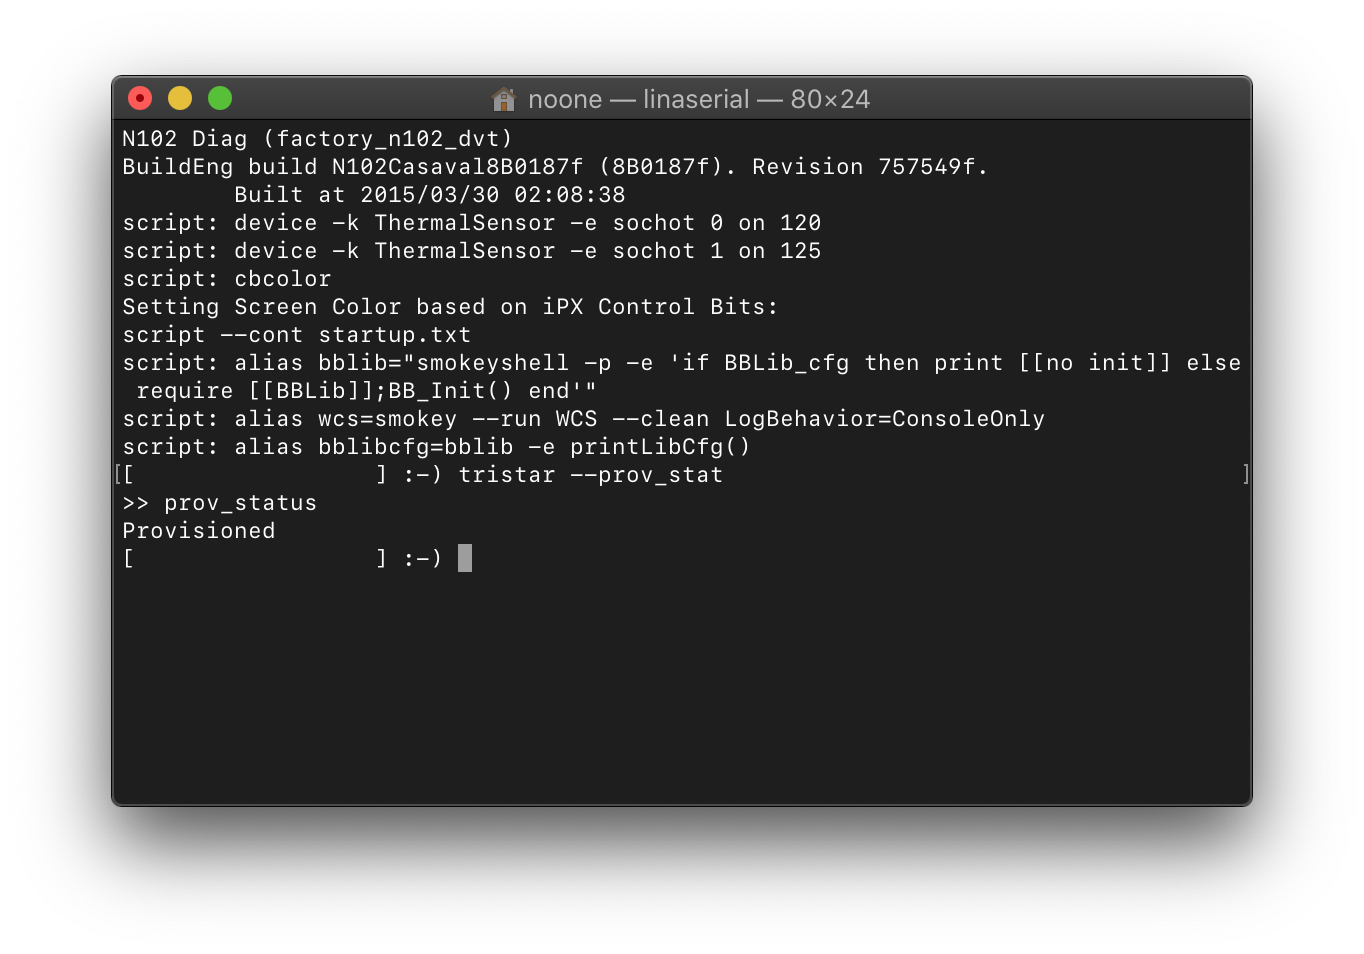 noone — linaserial — 80×24
N102 Diag (factory_n102_dvt)
BuildEng build N102Casaval8B0187f (8B0187f). Revision 757549f.
        Built at 2015/03/30 02:08:38
script: device -k ThermalSensor -e sochot 0 on 120
script: device -k ThermalSensor -e sochot 1 on 125
script: cbcolor
Setting Screen Color based on iPX Control Bits:
script --cont startup.txt
script: alias bblib="smokeyshell -p -e 'if BBLib_cfg then print [[no init]] else
 require [[BBLib]];BB_Init() end'"
script: alias wcs=smokey --run WCS --clean LogBehavior=ConsoleOnly
script: alias bblibcfg=bblib -e printLibCfg()
[[                 ] :-) tristar --prov_stat ]
>> prov_status
Provisioned
[                 ] :-)